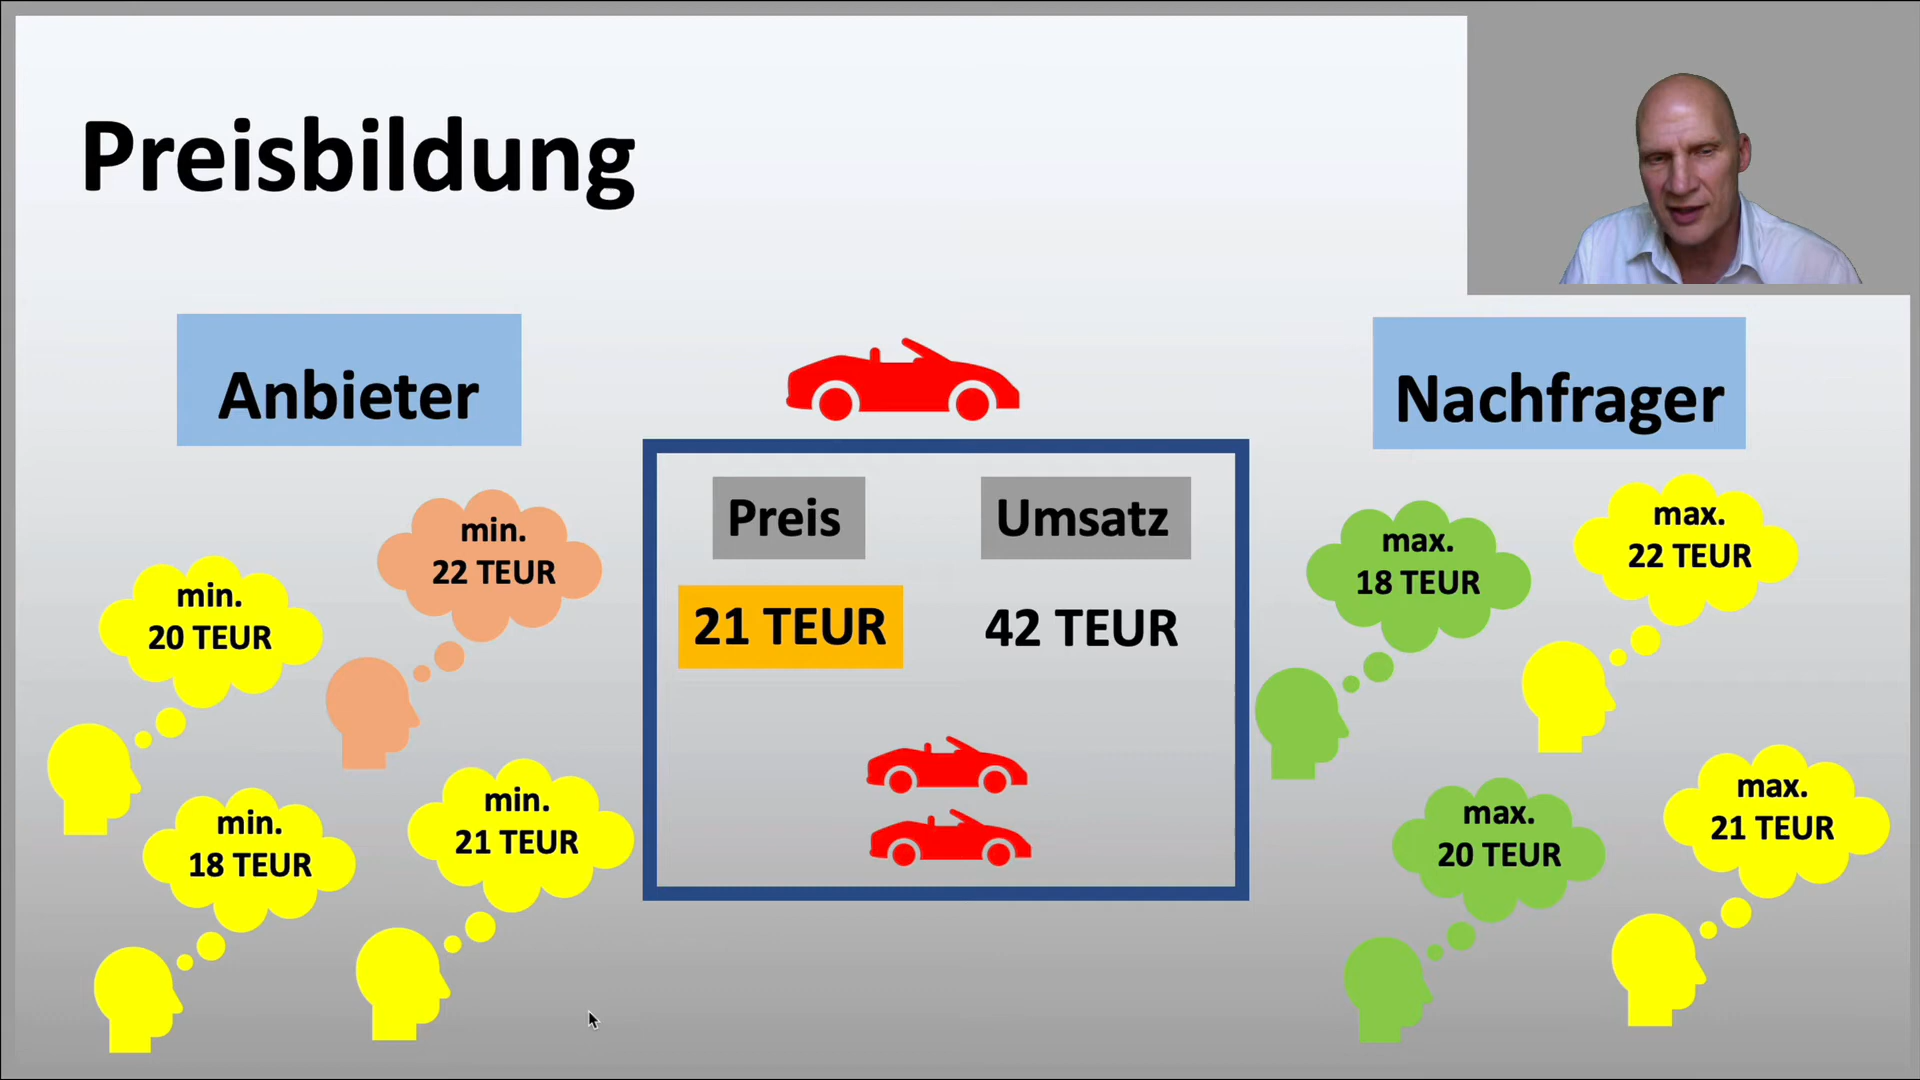 Preisbildung
Anbieter
Nachfrager
min.
22 TEUR
min.
20 TEUR
min.
18 TEUR
min.
21 TEUR
Preis
Umsatz
21 TEUR
42 TEUR
max.
18 TEUR
max.
22 TEUR
max.
20 TEUR
max.
21 TEUR